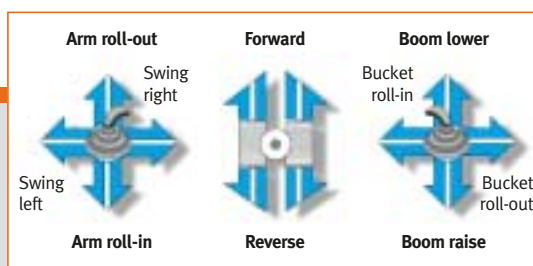 Arm roll-out
Forward
Boom lower
Swing
right
Bucket
roll-in
Swing
left
Bucket
roll-out
Arm roll-in
Reverse
Boom raise